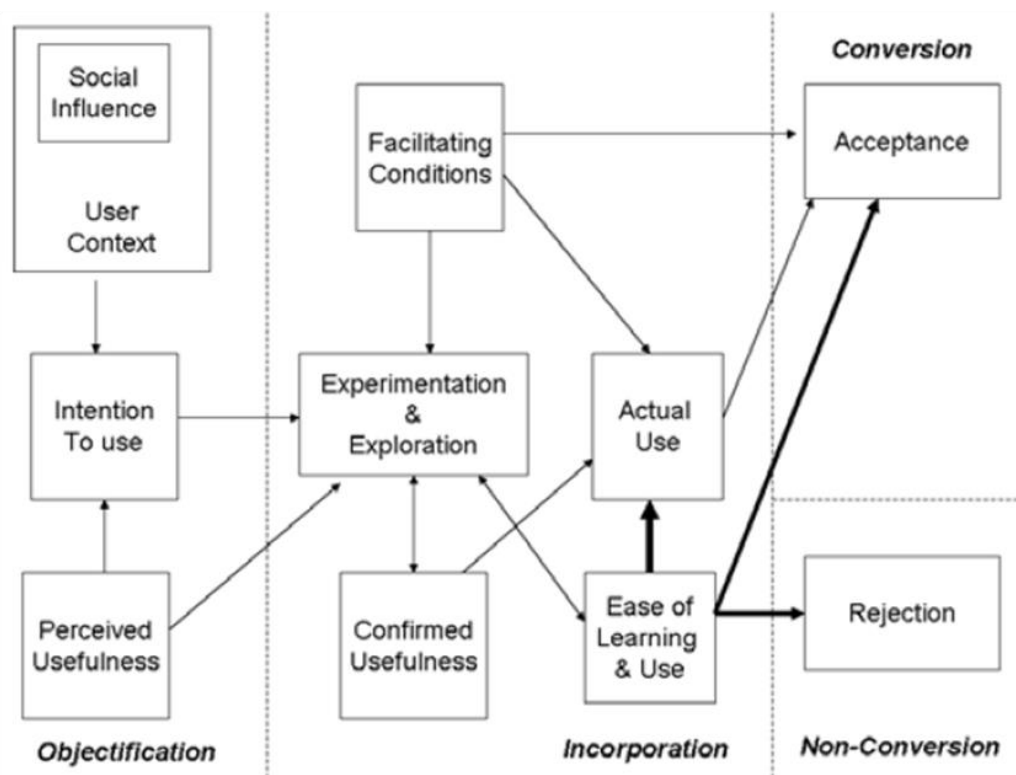 Social
Influence
User
Context
Intention
To use
Perceived
Usefulness
Objectification
Facilitating
Conditions
Experimentation
&
Exploration
Actual
Use
Confirmed
Usefulness
Ease of
Learning
& Use
Incorporation
Conversion
Acceptance
Rejection
Non-Conversion